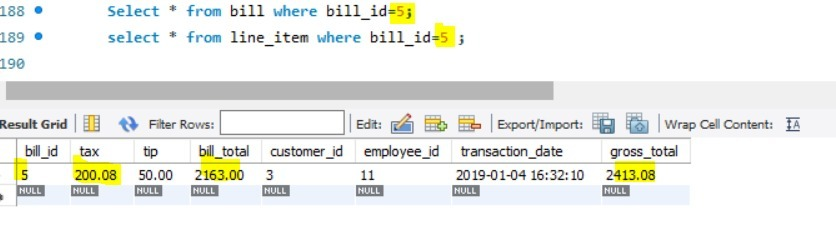 188 Select * from bill where bill_id=5;
189 select * from line_item where bill_id=5 ;
190
Result Grid Filter Rows: Edit: Export/Import: Wrap Cell Content: IA
bill_id tax tip bill_total customer_id employee_id transaction_date gross_total
5 200.08 50.00 2163.00 3 11 2019-01-04 16:32:10 2413.08
NULL NULL NULL NULL NULL NULL NULL NULL